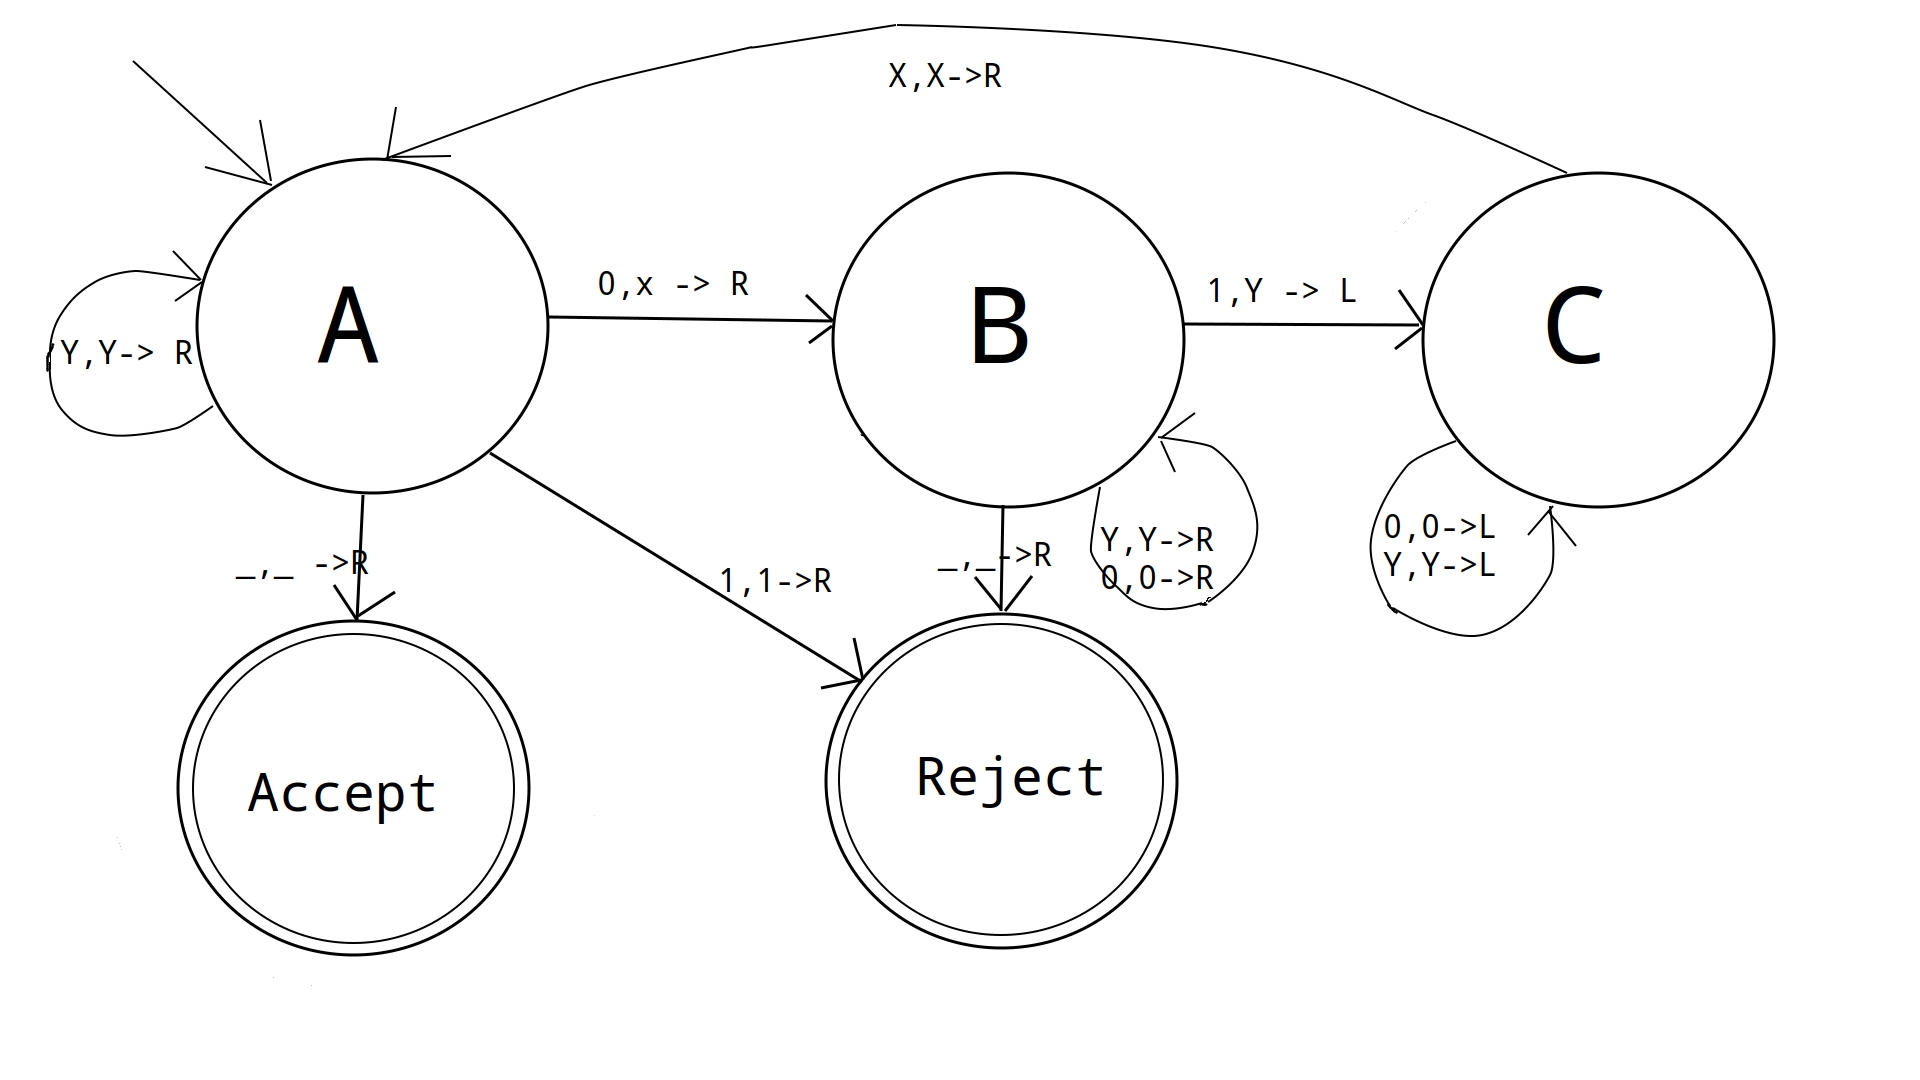 X,X->R
0,x -> R
1,Y -> L
A
B
C
Y,Y-> R
_,_ ->R
1,1->R
_,_->R
Y,Y->R
0,0->R
0,0->L
Y,Y->L
Accept
Reject